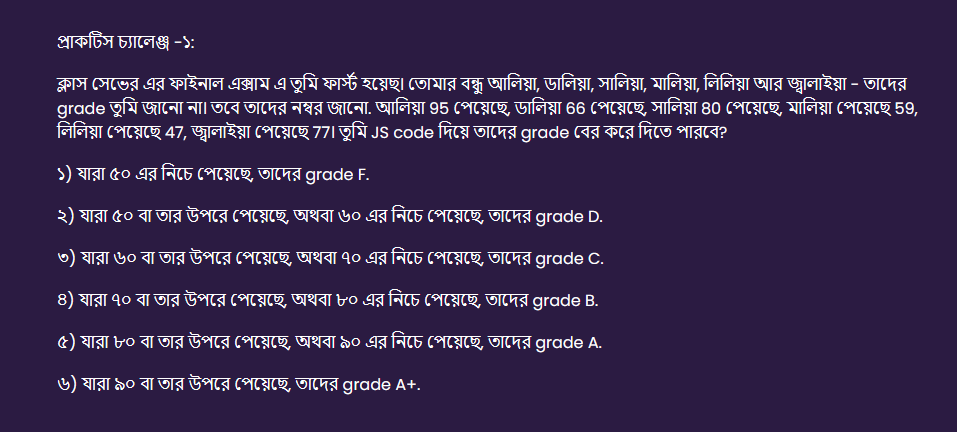 প্রাকটিস চ্যালেঞ্জ -১:
ক্লাস সেভের এর ফাইনাল এক্সাম এ তুমি ফার্স্ট হয়েছ। তোমার বন্ধু আলিয়া, ডালিয়া, সালিয়া, মালিয়া, লিলিয়া আর জ্বালাইয়া - তাদের
grade তুমি জানো না। তবে তাদের নম্বর জানো. আলিয়া 95 পেয়েছে, ডালিয়া 66 পেয়েছে, সালিয়া 80 পেয়েছে, মালিয়া পেয়েছে 59,
লিলিয়া পেয়েছে 47, জ্বালাইয়া পেয়েছে 77। তুমি JS code দিয়ে তাদের grade বের করে দিতে পারবে?
১) যারা ৫০ এর নিচে পেয়েছে, তাদের grade F.
২) যারা ৫০ বা তার উপরে পেয়েছে, অথবা ৬০ এর নিচে পেয়েছে, তাদের grade D.
৩) যারা ৬০ বা তার উপরে পেয়েছে, অথবা ৭০ এর নিচে পেয়েছে, তাদের grade C.
৪) যারা ৭০ বা তার উপরে পেয়েছে, অথবা ৮০ এর নিচে পেয়েছে, তাদের grade B.
৫) যারা ৮০ বা তার উপরে পেয়েছে, অথবা ৯০ এর নিচে পেয়েছে, তাদের grade A.
৬) যারা ৯০ বা তার উপরে পেয়েছে, তাদের grade A+.